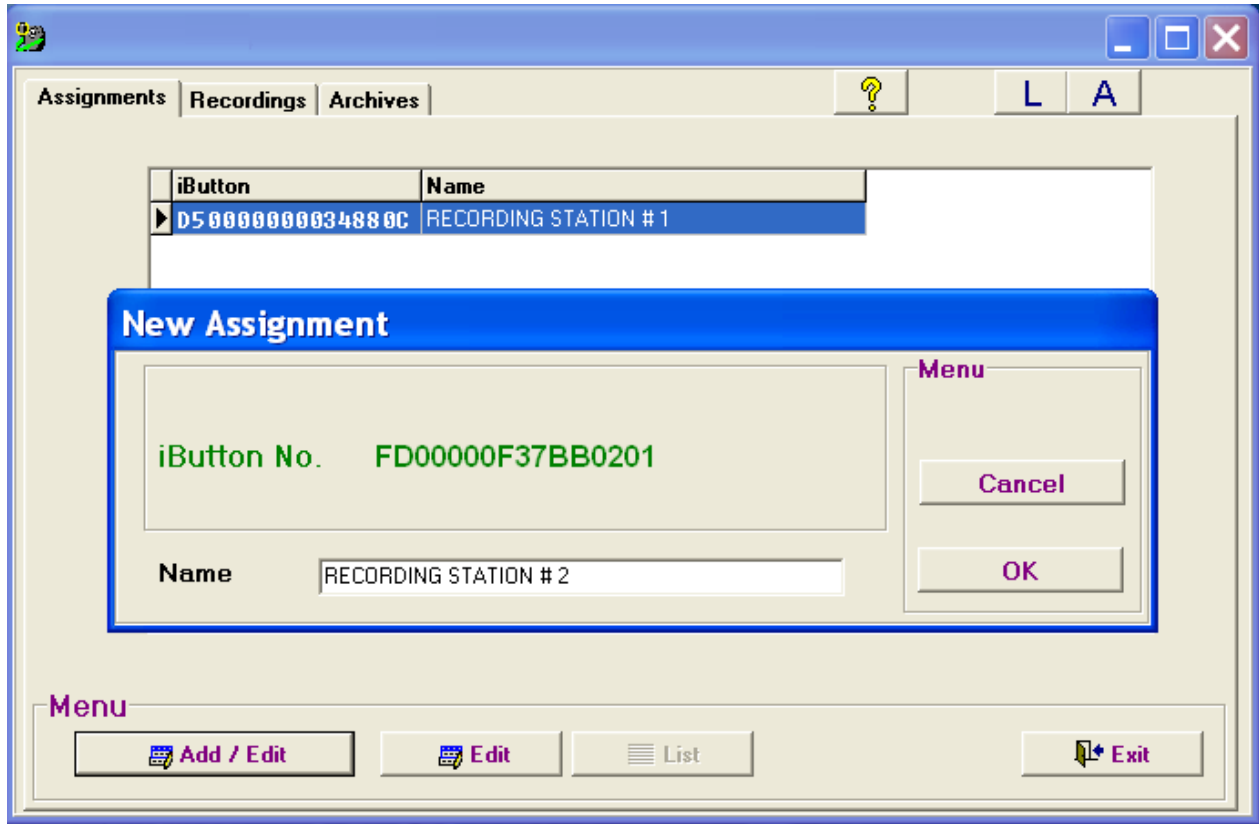 Assignments Recordings Archives ? L A
iButton Name
D50000000034880C RECORDING STATION # 1
New Assignment
Menu
iButton No. FD00000F37BB0201
Cancel
Name RECORDING STATION # 2
OK
Menu
Add / Edit Edit List Exit